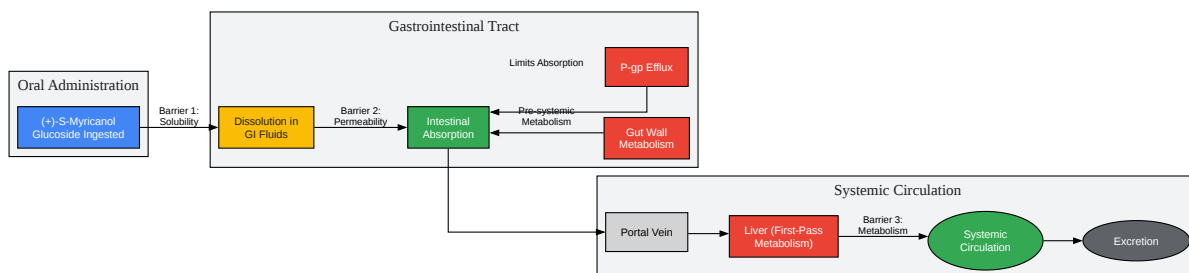 Gastrointestinal Tract
Limits Absorption
P-gp Efflux
Oral Administration
(+)-S-Myricanol
Glucoside Ingested
Barrier 1:
Solubility
Dissolution in
GI Fluids
Barrier 2:
Permeability
Intestinal
Absorption
Pre-systemic
Metabolism
Gut Wall
Metabolism
Systemic Circulation
Portal Vein
Liver (First-Pass
Metabolism)
Barrier 3:
Metabolism
Systemic
Circulation
Excretion